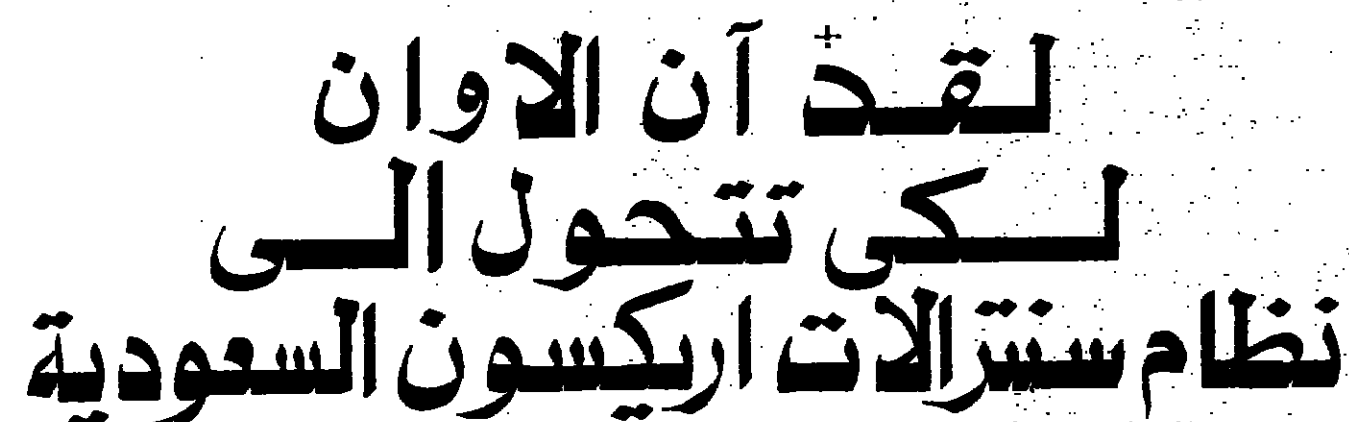 لقد آن الاوان
لكى تتحول الى
نظام سنترالات اريكسون السعودية